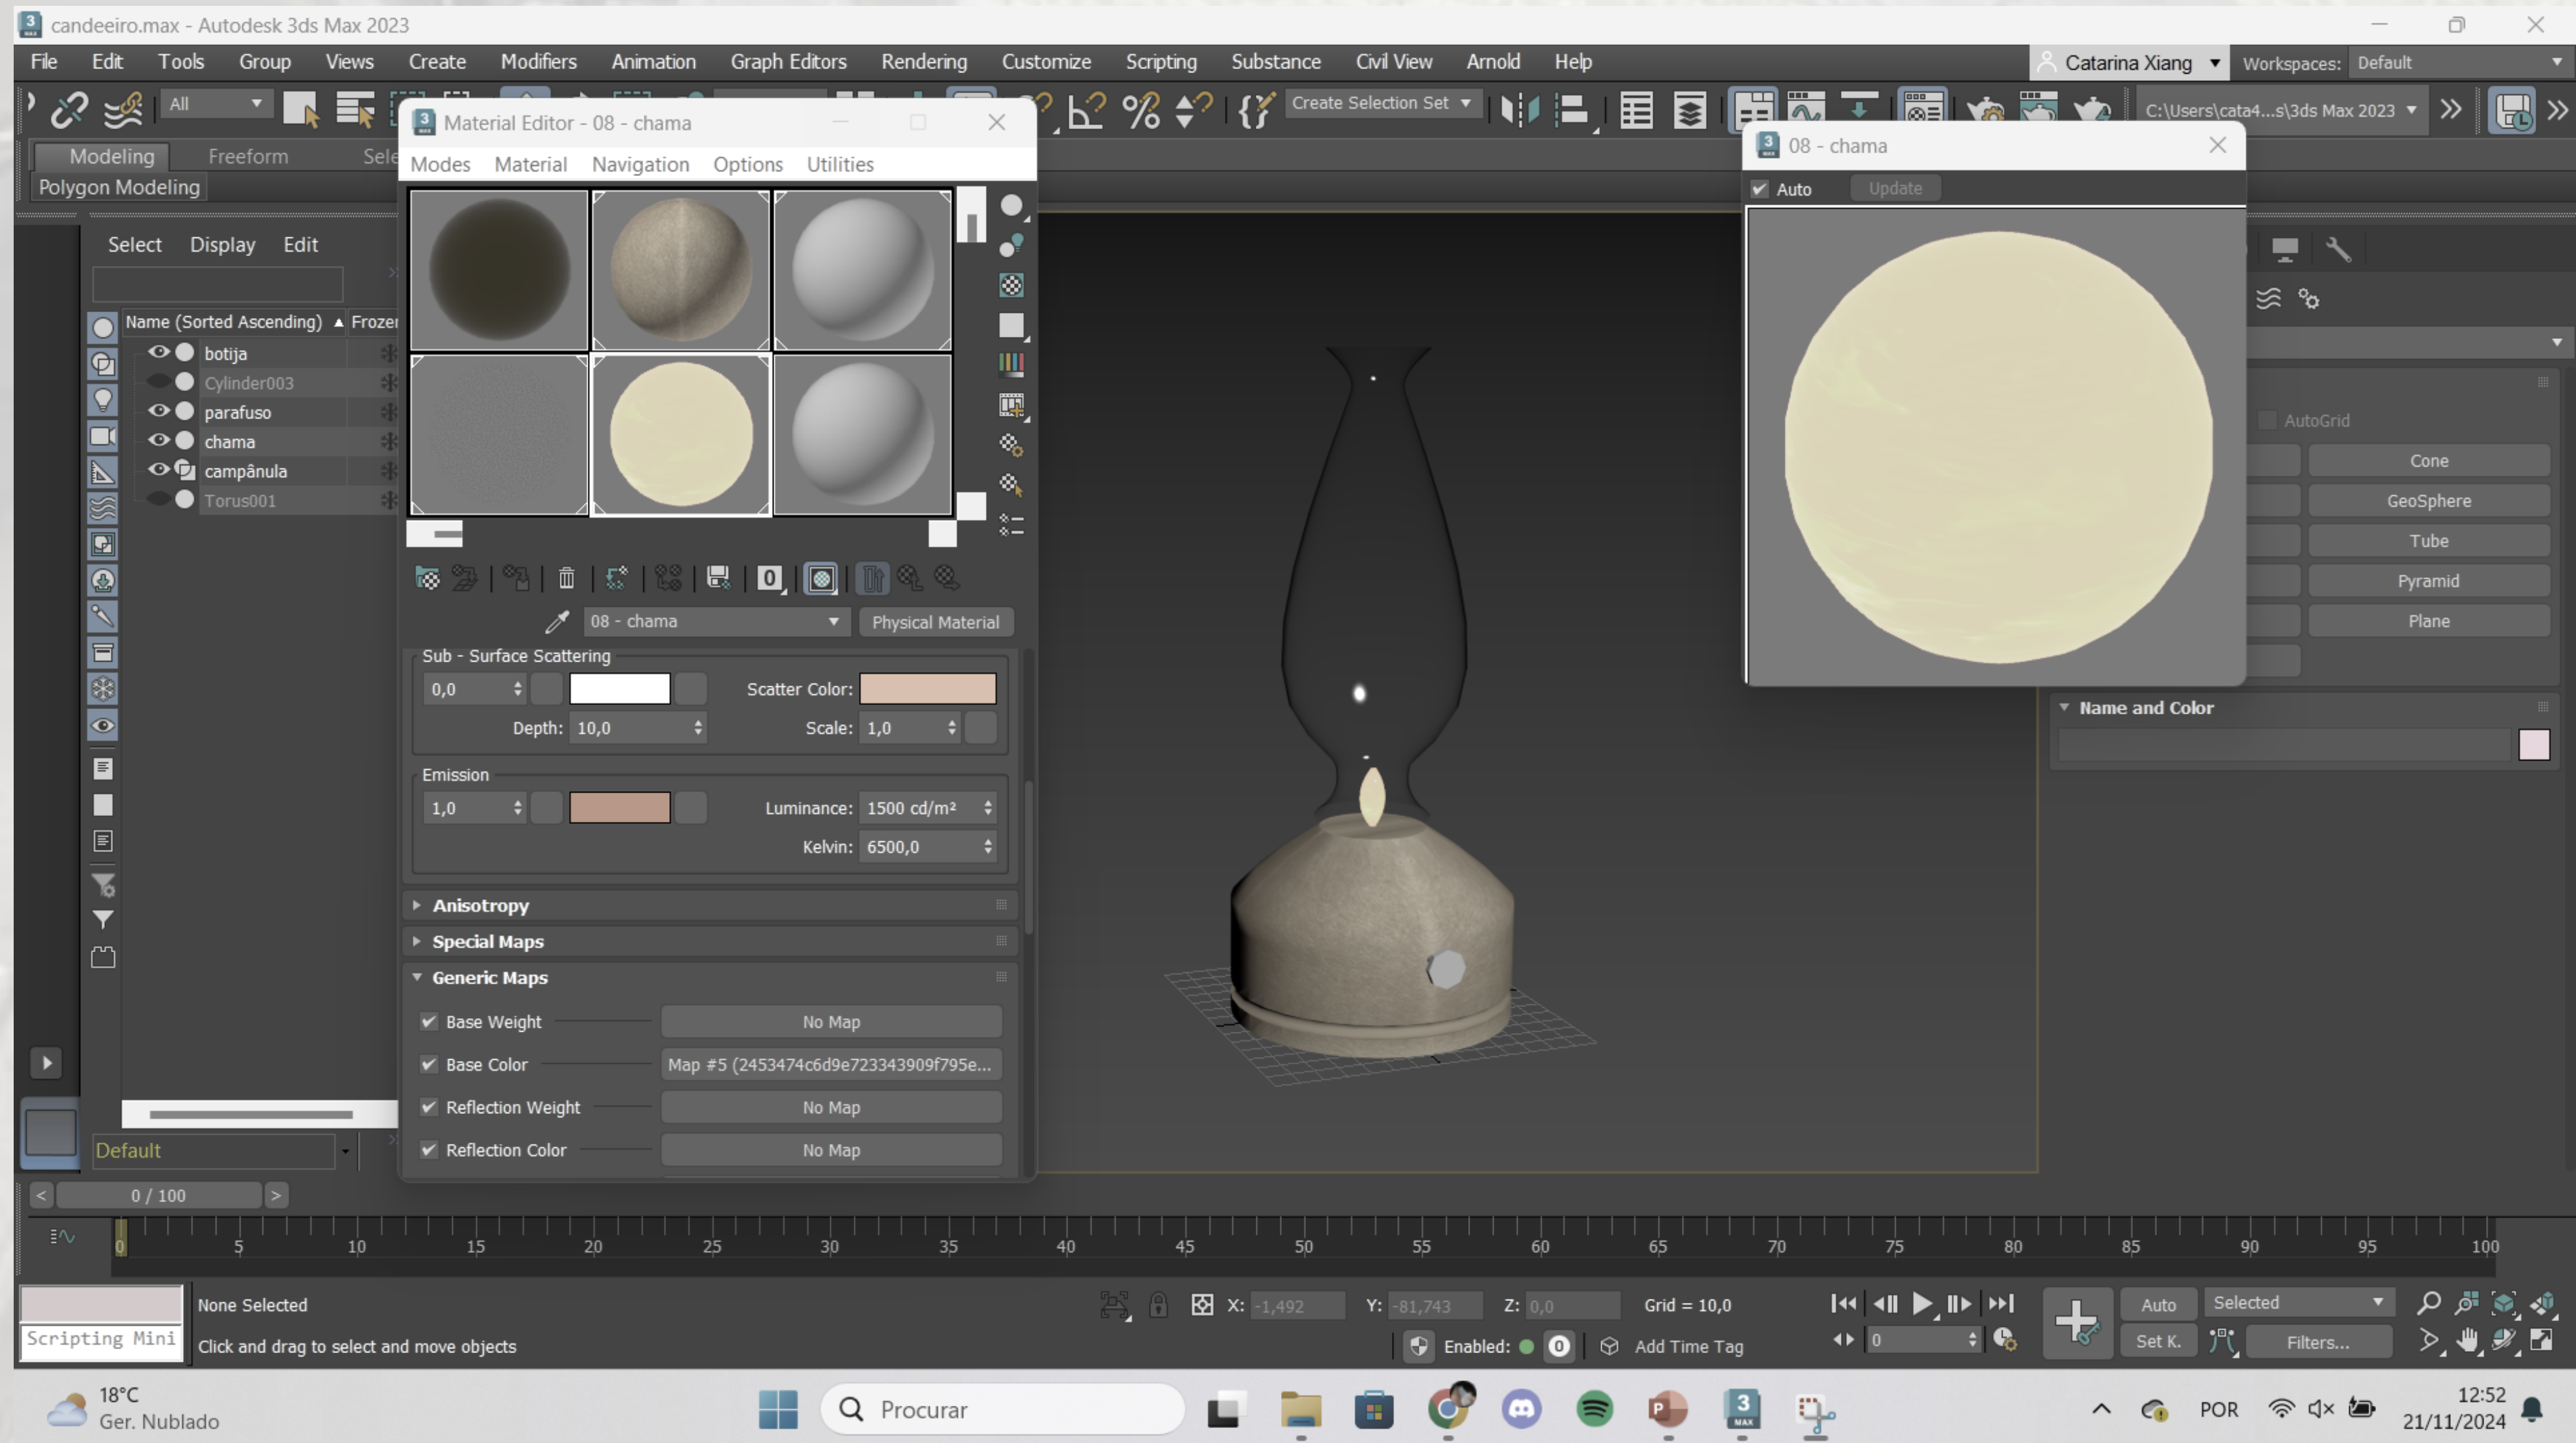 candeeiro.max - Autodesk 3ds Max 2023
File Edit Tools Group Views Create Modifiers Animation Graph Editors Rendering Customize Scripting Substance Civil View Arnold Help
Catarina Xiang Workspaces: Default
All
Create Selection Set
C:\Users\cata4...s\3ds Max 2023
Modeling Freeform Sele
Polygon Modeling
Select Display Edit
Name (Sorted Ascending) Frozen
botija
Cylinder003
parafuso
chama
campânula
Torus001
Default
Material Editor - 08 - chama
Modes Material Navigation Options Utilities
08 - chama Physical Material
Sub - Surface Scattering
0,0 Scatter Color:
Depth: 10,0 Scale: 1,0
Emission
1,0 Luminance: 1500 cd/m²
Kelvin: 6500,0
Anisotropy
Special Maps
Generic Maps
Base Weight No Map
Base Color Map #5 (2453474c6d9e723343909f795e...
Reflection Weight No Map
Reflection Color No Map
08 - chama
Auto Update
AutoGrid
Cone
GeoSphere
Tube
Pyramid
Plane
Name and Color
< 0 / 100 >
0 5 10 15 20 25 30 35 40 45 50 55 60 65 70 75 80 85 90 95 100
Scripting Mini
None Selected
Click and drag to select and move objects
X: -1,492 Y: -81,743 Z: 0,0 Grid = 10,0
Enabled: 0 Add Time Tag
0
Auto Selected
Set K. Filters...
18°C
Ger. Nublado
Procurar
POR
12:52
21/11/2024